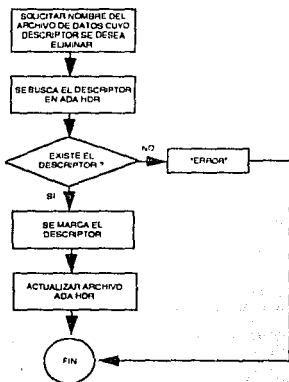 SOLICITAR NOMBRE DEL
ARCHIVO DE DATOS CUYO
DESCRIPTOR SE DESEA
ELIMINAR
SE BUSCA EL DESCRIPTOR
EN ADA HDR
EXISTE EL
DESCRIPTOR ?
NO
"ERROR"
SI
SE MARCA EL
DESCRIPTOR
ACTUALIZAR ARCHIVO
ADA HDR
FIN